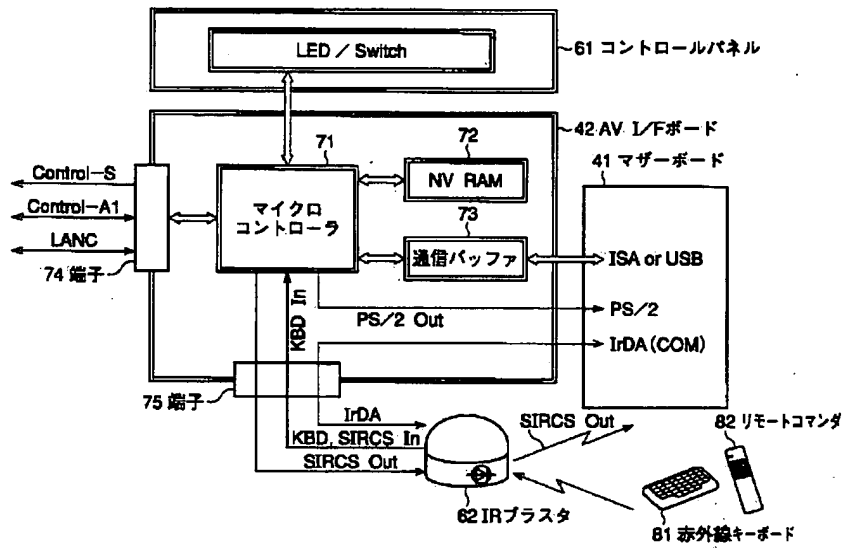 LED / Switch
61 コントロールパネル
42 AV I/Fボード
71
72
41 マザーボード
Control-S
NV RAM
Control-A1
マイクロ
コントローラ
73
LANC
通信バッファ
ISA or USB
74 端子
KBD In
PS/2 Out
PS/2
IrDA(COM)
75 端子
IrDA
SIRCS Out
82 リモートコマンダ
KBD, SIRCS In
SIRCS Out
62 IRブラスタ
81 赤外線キーボード